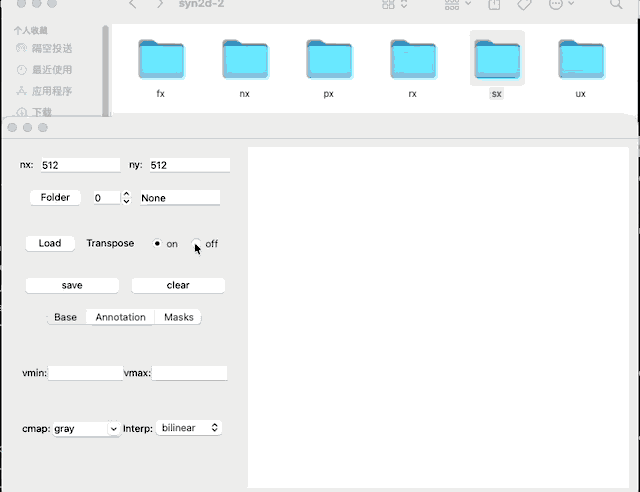 syn2d-2
个人收藏
隔空投送
最近使用
应用程序
下载
fx
nx
px
rx
sx
ux
nx: 512 ny: 512
Folder 0 None
Load Transpose on off
save clear
Base Annotation Masks
vmin: vmax:
cmap: gray Interp: bilinear